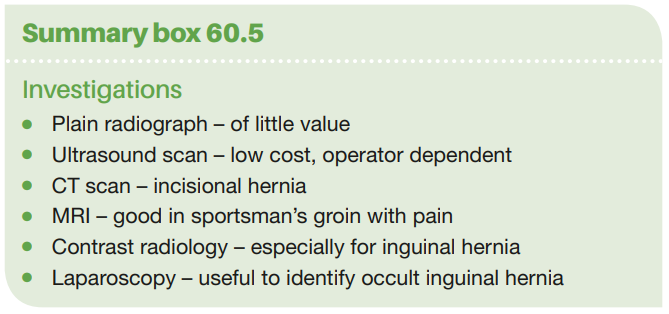 Summary box 60.5
Investigations
● Plain radiograph – of little value
● Ultrasound scan – low cost, operator dependent
● CT scan – incisional hernia
● MRI – good in sportsman’s groin with pain
● Contrast radiology – especially for inguinal hernia
● Laparoscopy – useful to identify occult inguinal hernia